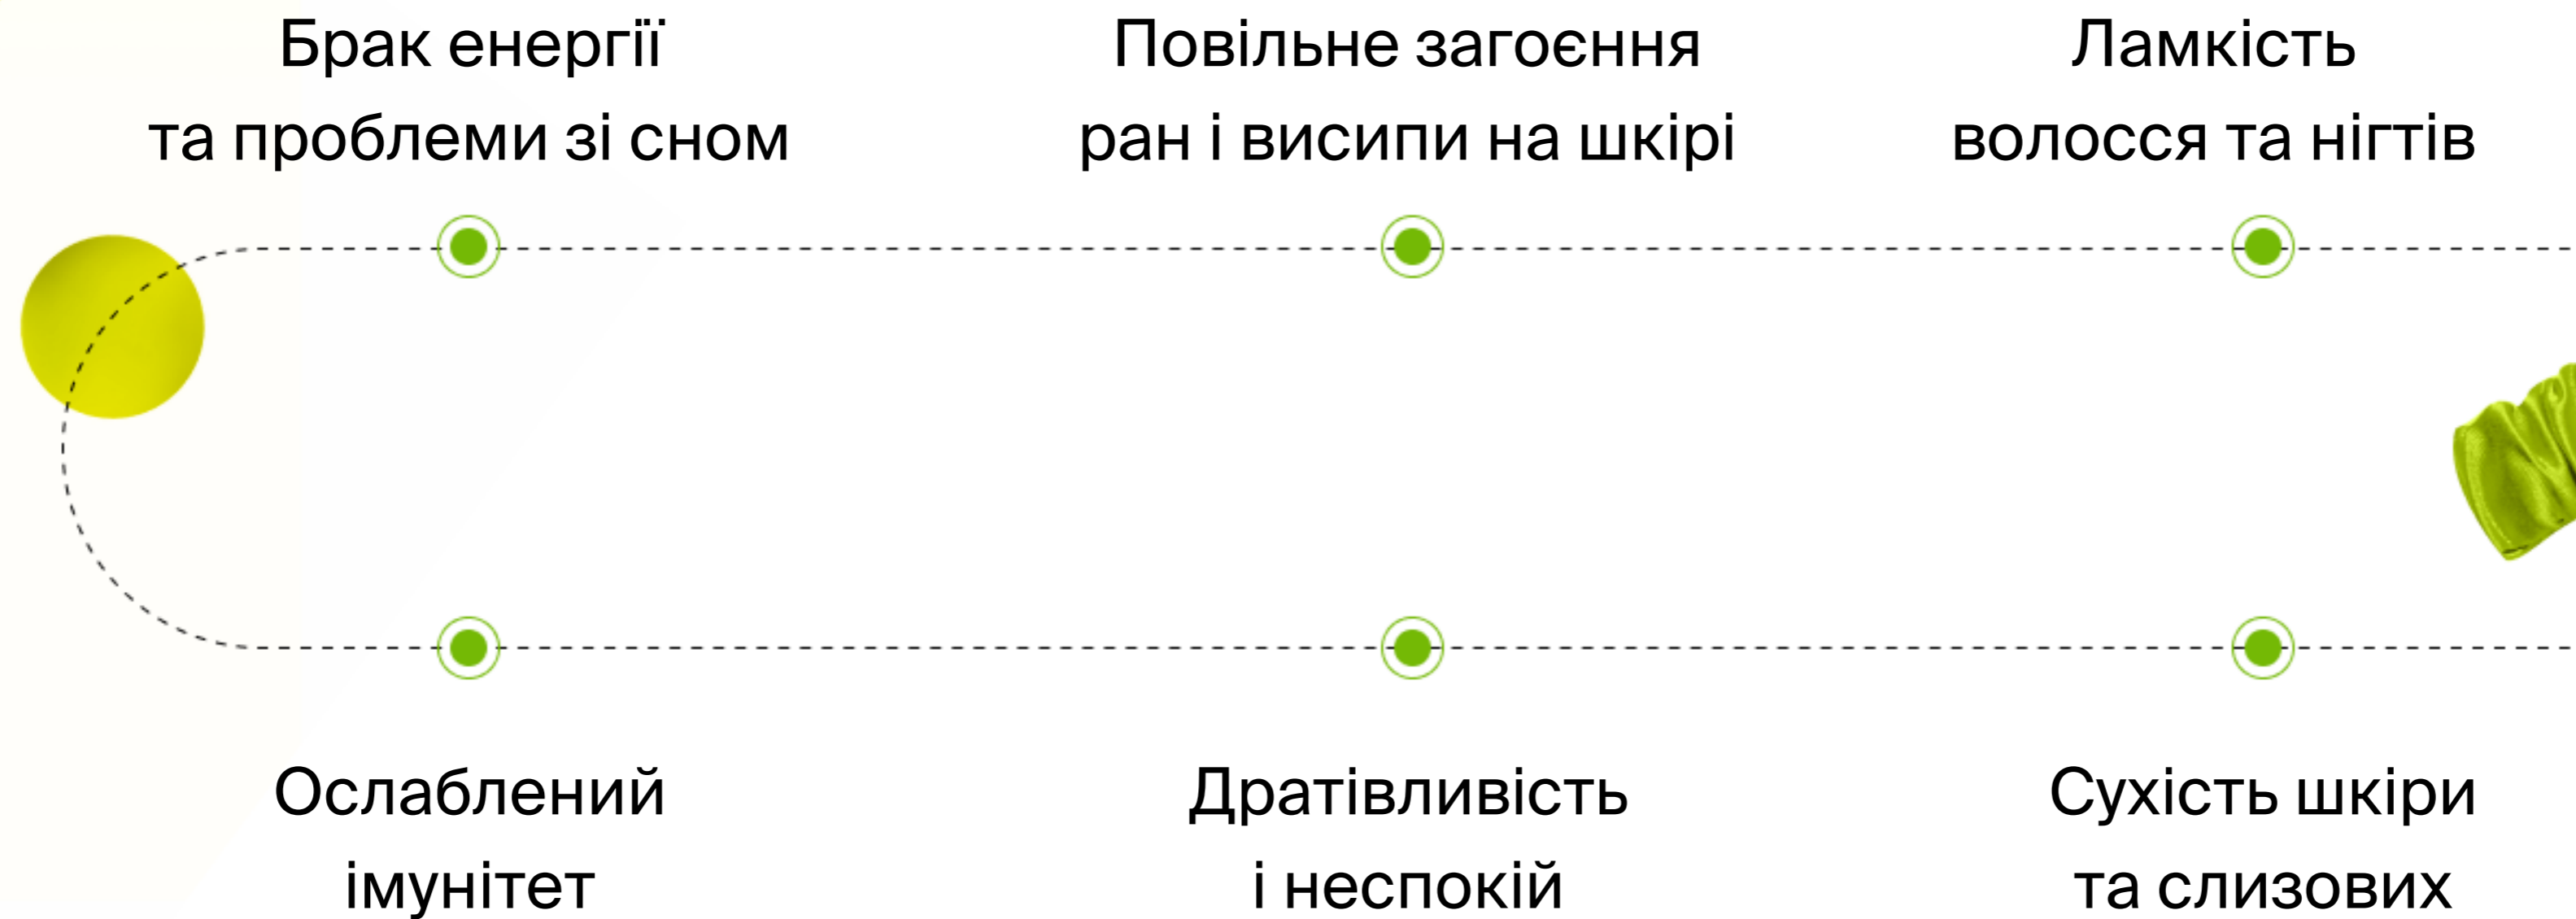 Брак енергії
та проблеми зі сном
Повільне загоєння
ран і висипи на шкірі
Ламкість
волосся та нігтів
Ослаблений
імунітет
Дратівливість
і неспокій
Сухість шкіри
та слизових